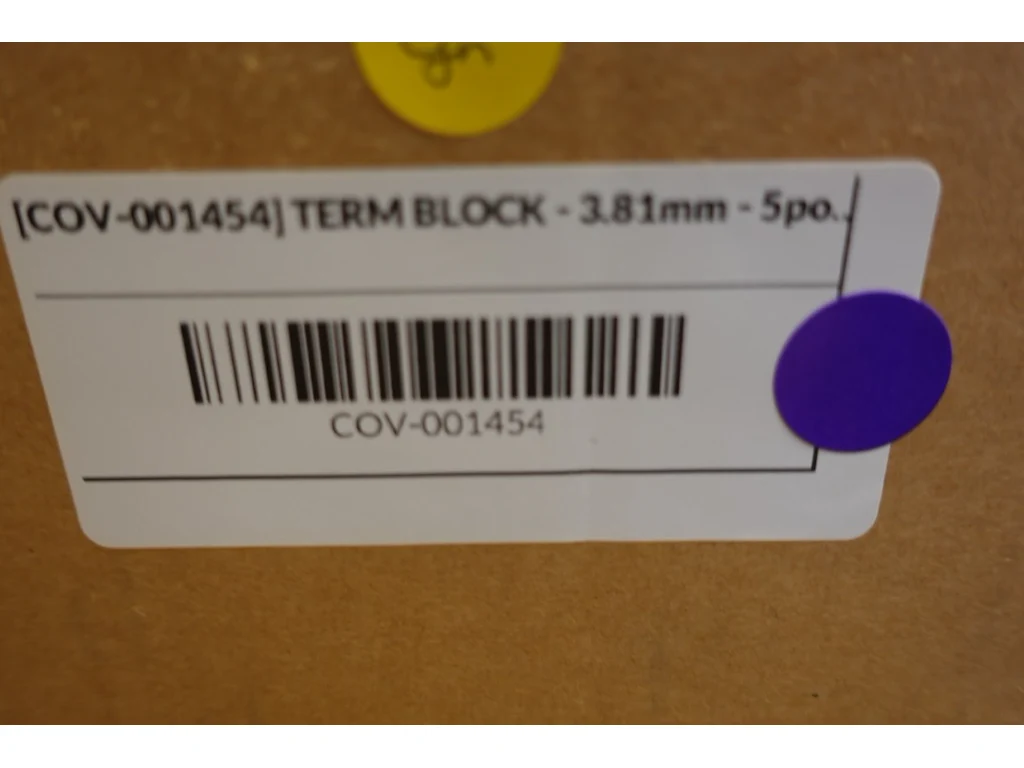 [COV-001454] TERM BLOCK - 3.81mm - 5po..
COV-001454